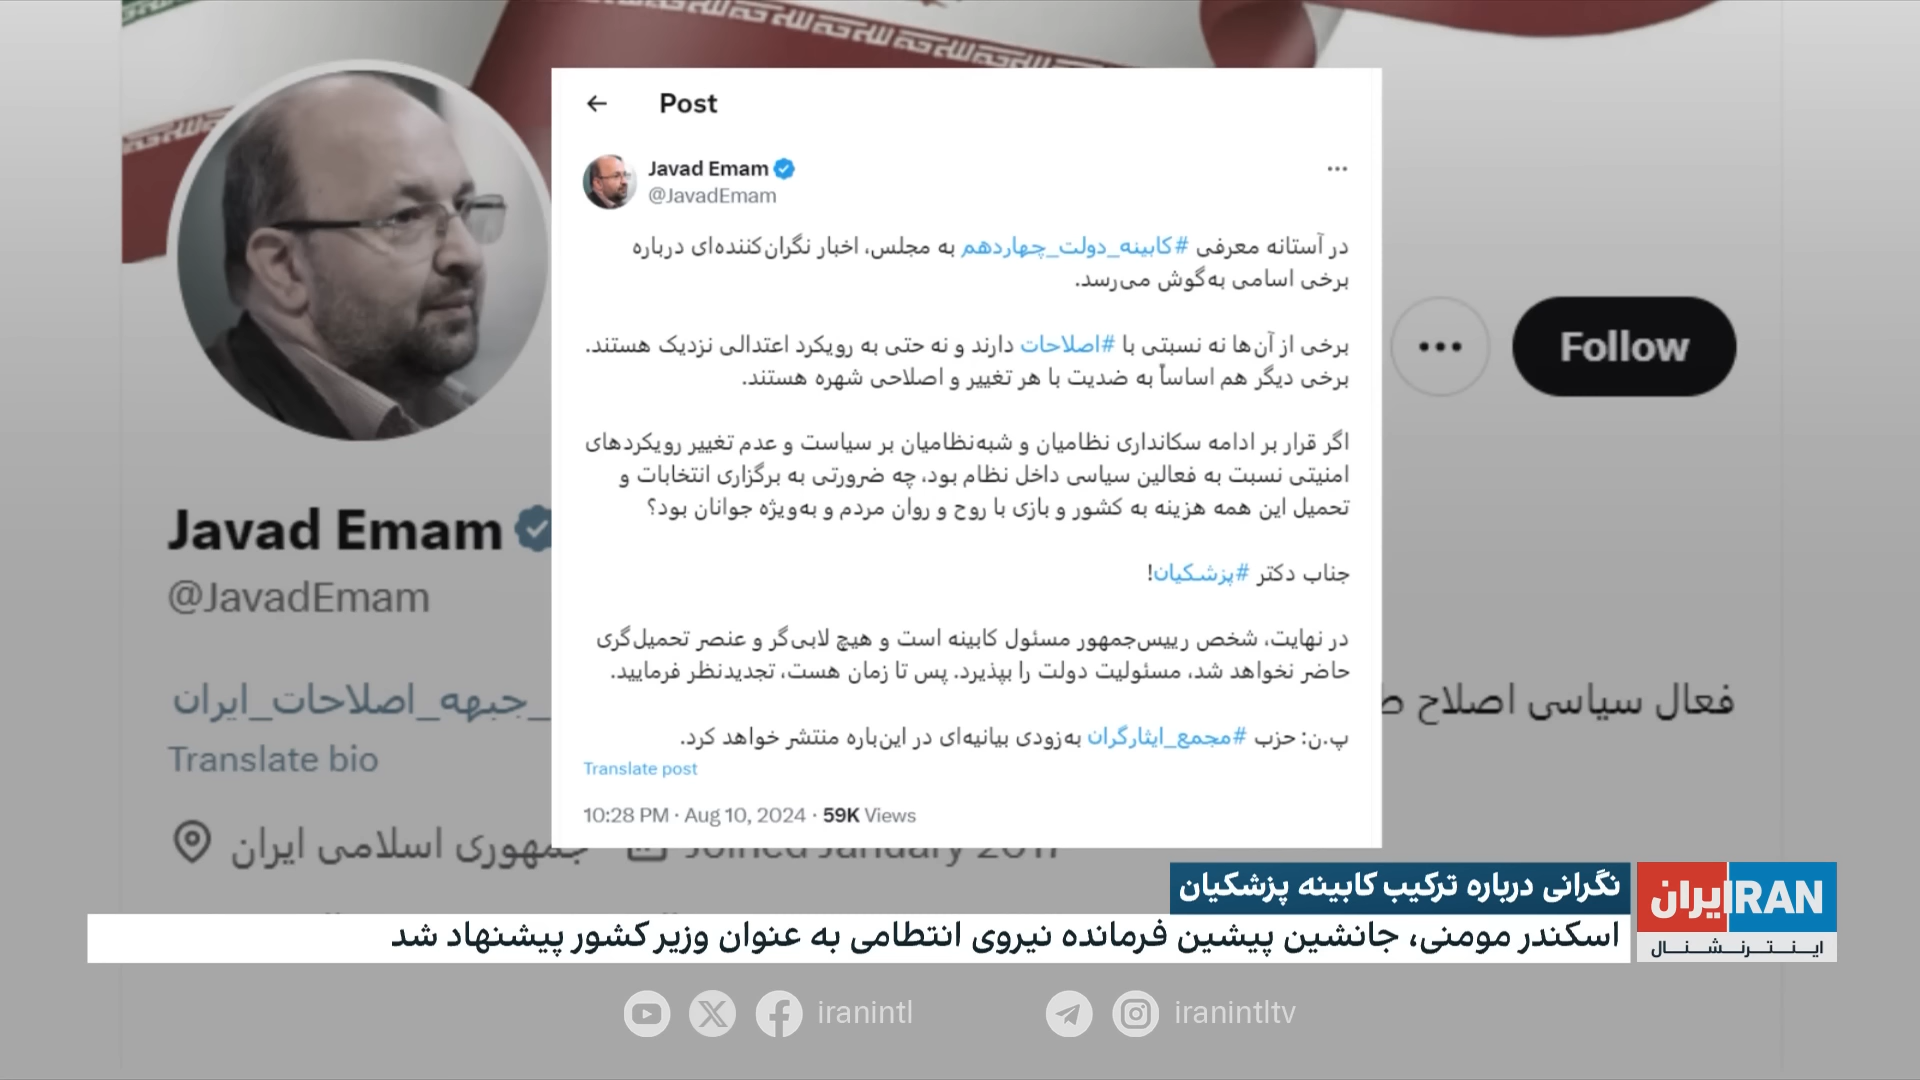 Post
Javad Emam
@JavadEmam
در آستانه معرفی #کابینه_دولت_چهاردهم به مجلس، اخبار نگران‌کننده‌ای درباره
برخی اسامی به‌گوش می‌رسد.
برخی از آن‌ها نه نسبتی با #اصلاحات دارند و نه حتی به رویکرد اعتدالی نزدیک هستند.
برخی دیگر هم اساساً به ضدیت با هر تغییر و اصلاحی شهره هستند.
اگر قرار بر ادامه سکانداری نظامیان و شبه‌نظامیان بر سیاست و عدم تغییر رویکردهای
امنیتی نسبت به فعالین سیاسی داخل نظام بود، چه ضرورتی به برگزاری انتخابات و
تحمیل این همه هزینه به کشور و بازی با روح و روان مردم و به‌ویژه جوانان بود؟
جناب دکتر #پزشکیان!
در نهایت، شخص رییس‌جمهور مسئول کابینه است و هیچ لابی‌گر و عنصر تحمیل‌گری
حاضر نخواهد شد، مسئولیت دولت را بپذیرد. پس تا زمان هست، تجدیدنظر فرمایید.
پ.ن: حزب #مجمع_ایثارگران به‌زودی بیانیه‌ای در این‌باره منتشر خواهد کرد.
Translate post
10:28 PM · Aug 10, 2024 · 59K Views
Follow
Javad Emam
@JavadEmam
فعال سیاسی اصلاح
_جبهه_اصلاحات_ایران
Translate bio
جمهوری اسلامی ایران
Joined January 2017
نگرانی درباره ترکیب کابینه پزشکیان
اسکندر مومنی، جانشین پیشین فرمانده نیروی انتظامی به عنوان وزیر کشور پیشنهاد شد
ایران IRAN
اینترنشنال
iranintl
iranintltv